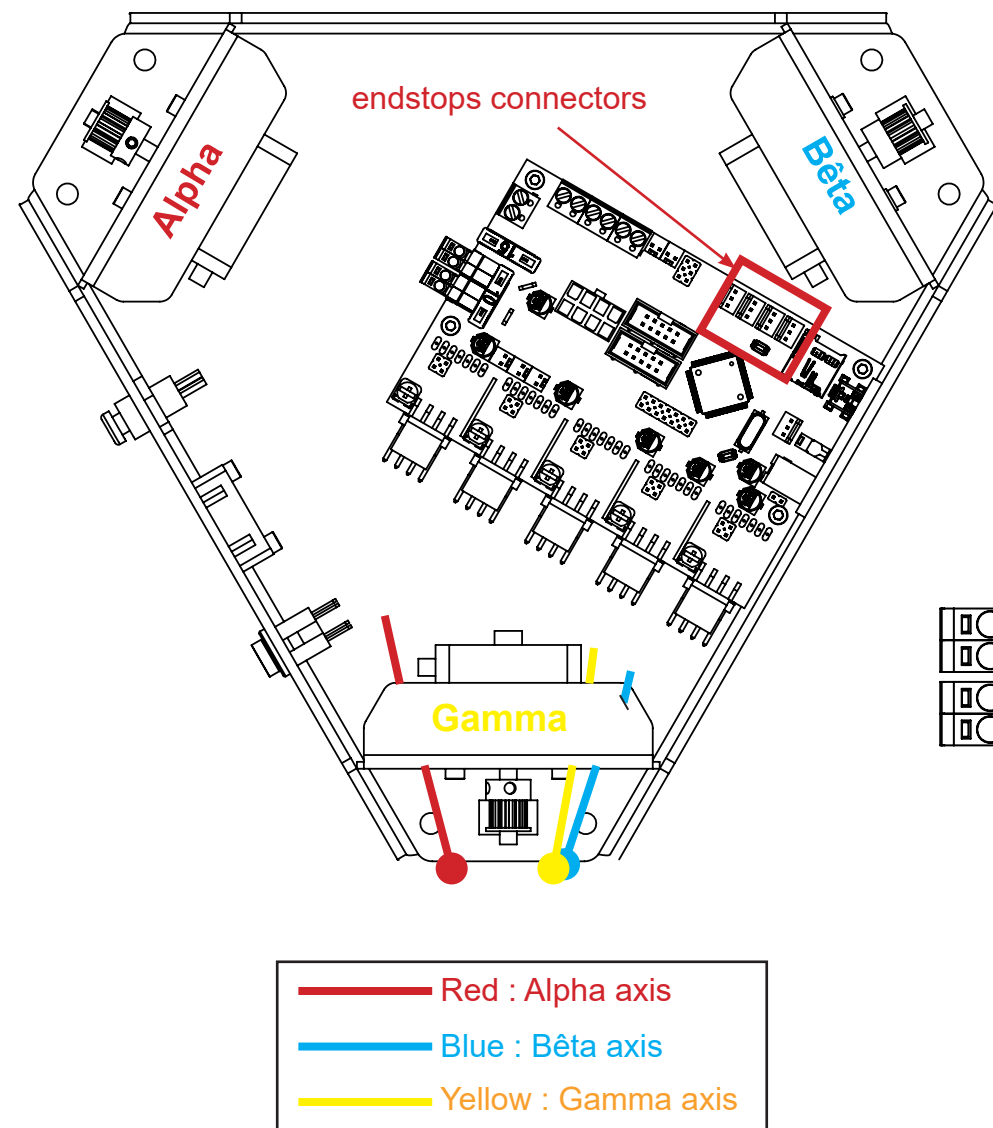 endstops connectors
Alpha
Bêta
Gamma
Red : Alpha axis
Blue : Bêta axis
Yellow : Gamma axis